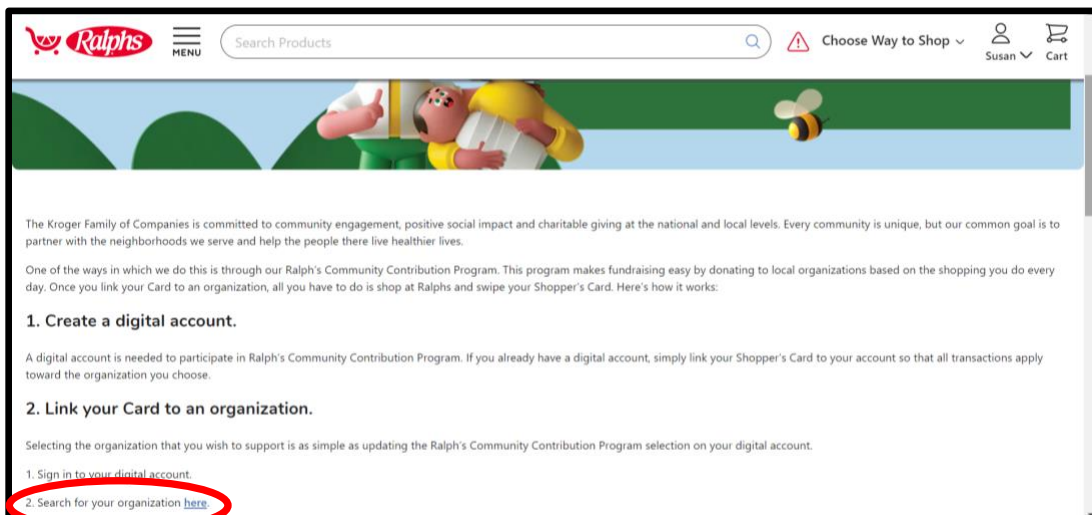 Ralphs
MENU
Search Products
Choose Way to Shop
Susan
Cart
The Kroger Family of Companies is committed to community engagement, positive social impact and charitable giving at the national and local levels. Every community is unique, but our common goal is to
partner with the neighborhoods we serve and help the people there live healthier lives.
One of the ways in which we do this is through our Ralph's Community Contribution Program. This program makes fundraising easy by donating to local organizations based on the shopping you do every
day. Once you link your Card to an organization, all you have to do is shop at Ralphs and swipe your Shopper's Card. Here's how it works:
1. Create a digital account.
A digital account is needed to participate in Ralph's Community Contribution Program. If you already have a digital account, simply link your Shopper's Card to your account so that all transactions apply
toward the organization you choose.
2. Link your Card to an organization.
Selecting the organization that you wish to support is as simple as updating the Ralph's Community Contribution Program selection on your digital account.
1. Sign in to your digital account.
2. Search for your organization here.